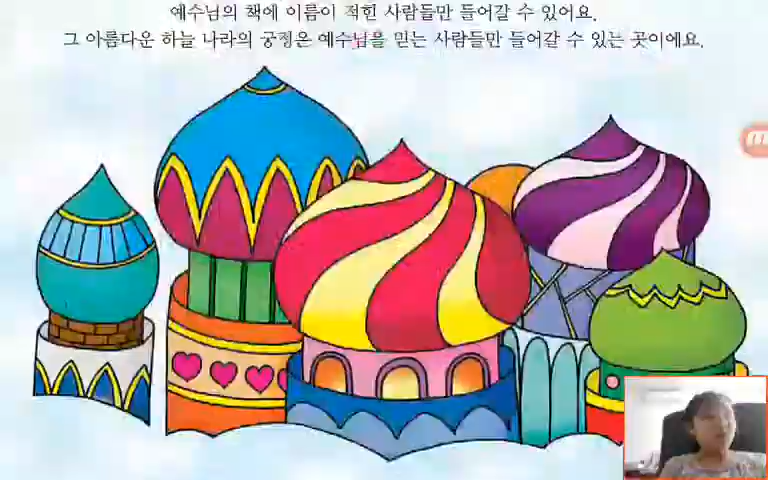 예수님의 책에 이름이 적힌 사람들만 들어갈 수 있어요.
그 아름다운 하늘 나라의 궁정은 예수님을 믿는 사람들만 들어갈 수 있는 곳이에요.